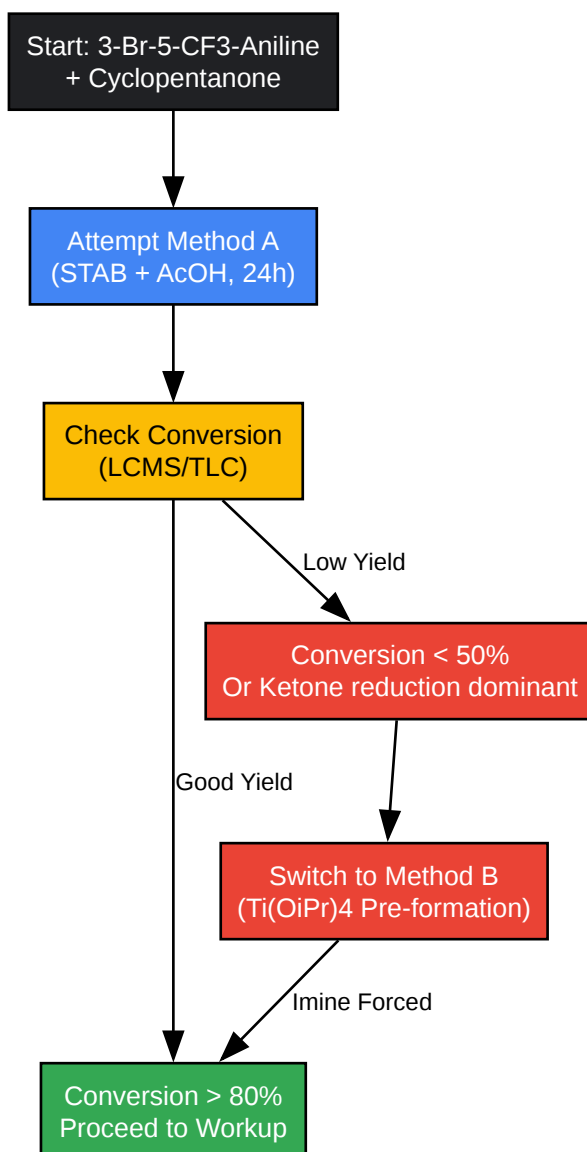 Start: 3-Br-5-CF3-Aniline
+ Cyclopentanone
Attempt Method A
(STAB + AcOH, 24h)
Check Conversion
(LCMS/TLC)
Low Yield
Conversion < 50%
Or Ketone reduction dominant
Good Yield
Switch to Method B
(Ti(OiPr)4 Pre-formation)
Imine Forced
Conversion > 80%
Proceed to Workup